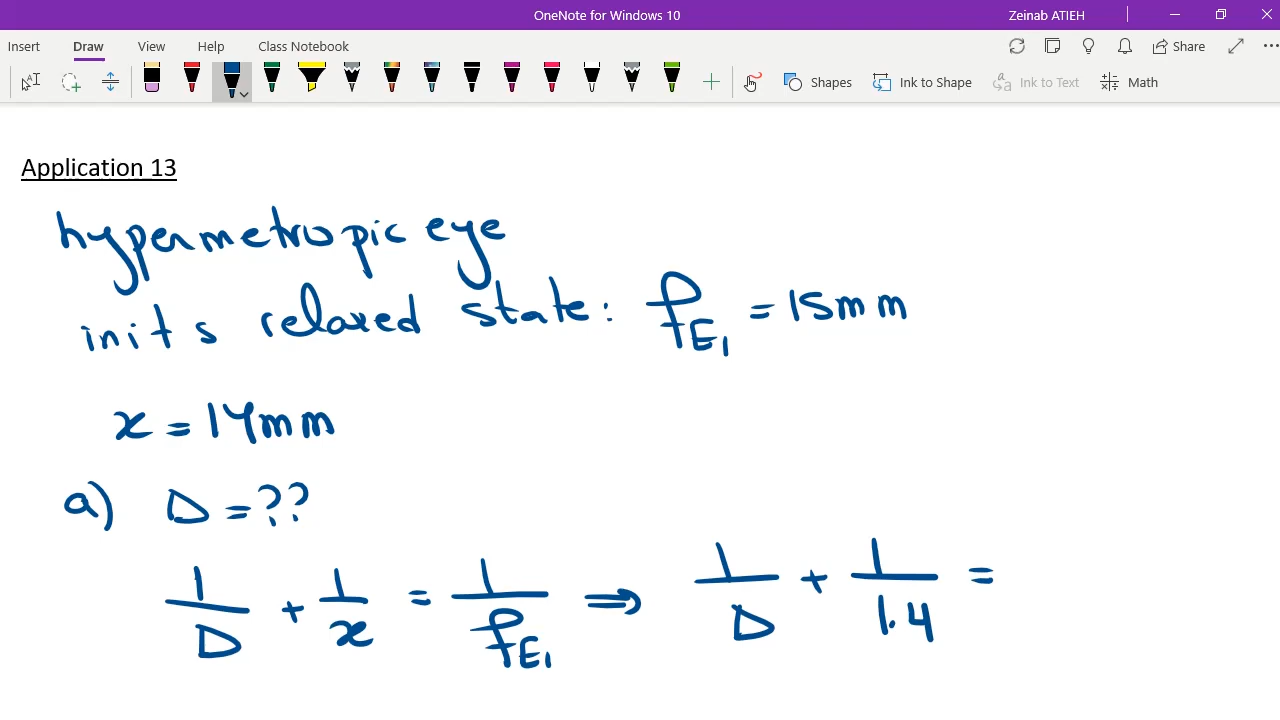 OneNote for Windows 10
Zeinab ATIEH
Insert Draw View Help Class Notebook
Share
Shapes Ink to Shape Ink to Text Math
Application 13
hypermetropic eye
in its relaxed state: f_E1 = 15mm
x = 14mm
a) D = ??
1/D + 1/x = 1/f_E1 ⇒ 1/D + 1/1.4 =